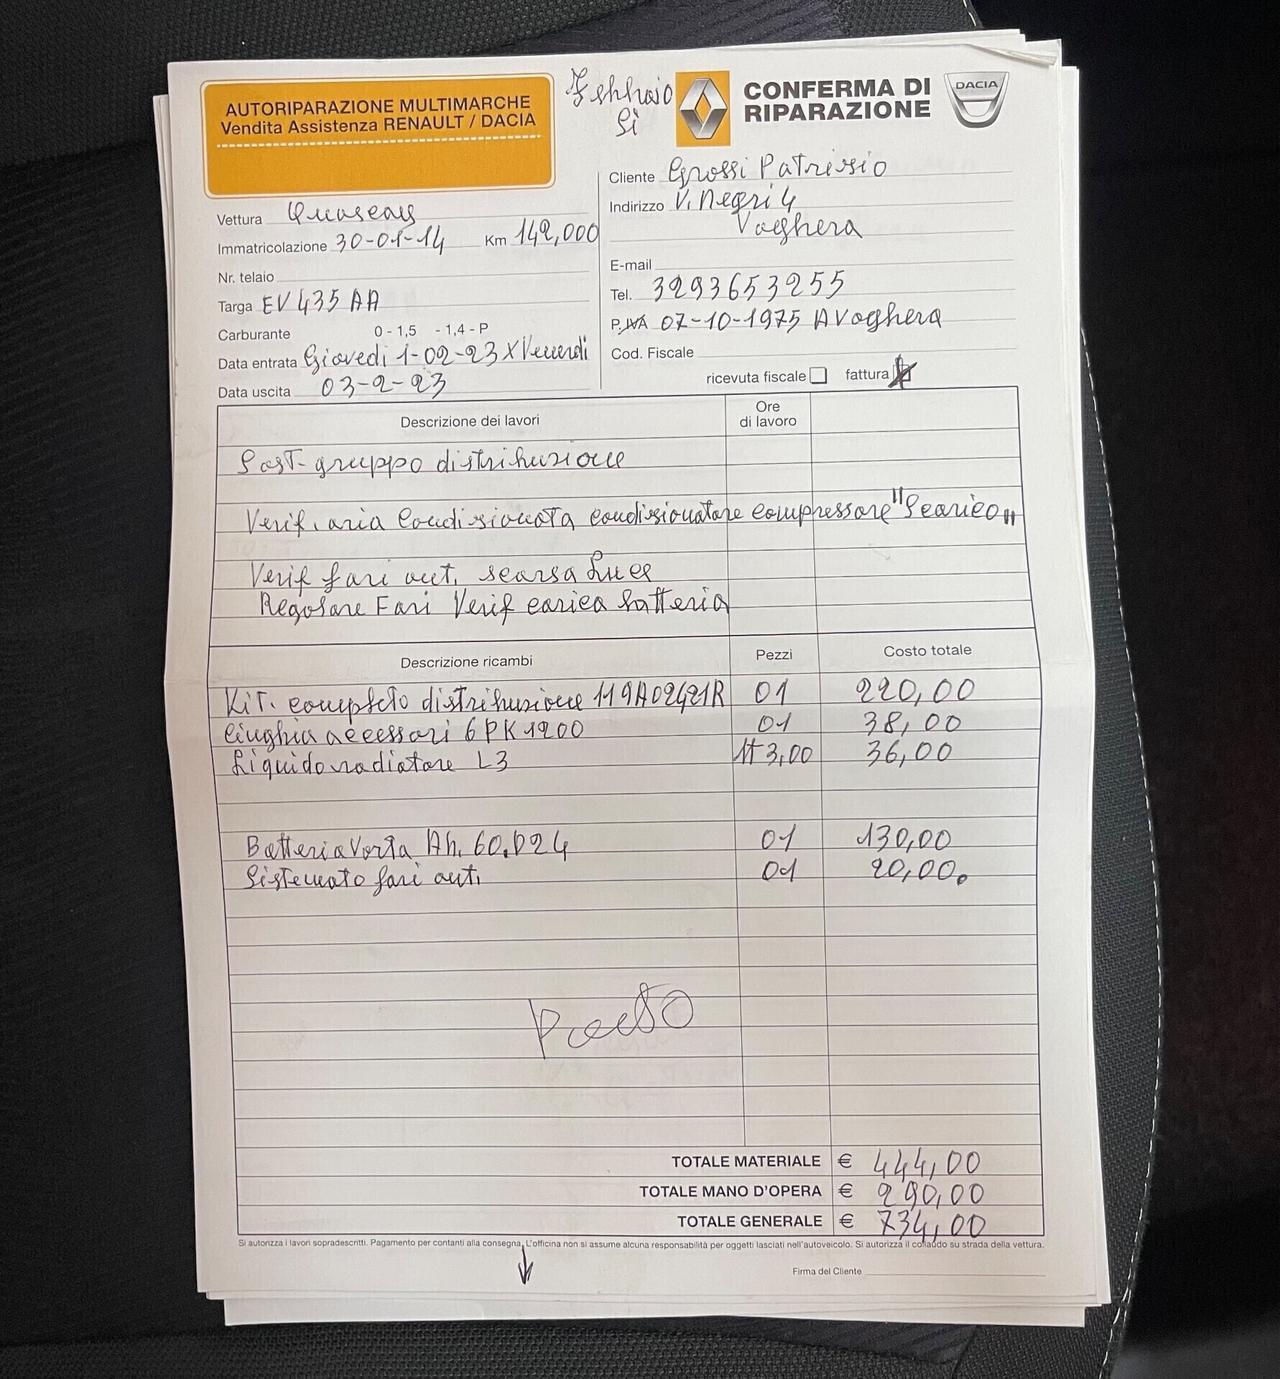 AUTORIPARAZIONE MULTIMARCHE
Vendita Assistenza RENAULT / DACIA
Febbraio
Si
CONFERMA DI
RIPARAZIONE
DACIA
Vettura
Immatricolazione 30-01-14 Km 142,000
Nr. telaio
Targa EV 435 AA
Carburante 0 - 1,5 - 1,4 - P
Data entrata Giovedi 1-02-23 X Venerdi
Data uscita 03-2-23
Cliente Grossi Patrizio
Indirizzo V. Negri 4
Voghera
E-mail
Tel. 3293653255
P. IVA 07-10-1975 A Voghera
Cod. Fiscale
ricevuta fiscale fattura
Descrizione dei lavori Ore di lavoro
Sost. gruppo distribuzione
Verif. aria Condizionata condizionatore compressore "Scarico"
Verif fari ant. scarsa Luce
Regolare Fari Verif carica batteria
Descrizione ricambi Pezzi Costo totale
Kit. completo distribuzione 119A02421R 01 220,00
Cinghia accessori 6PK1200 01 38,00
Liquido radiatore L3 3,00 36,00
Batteria Varta Ah. 60.D24 01 130,00
Sistemato fari ant. 01 20,00.
TOTALE MATERIALE € 444,00
TOTALE MANO D'OPERA € 290,00
TOTALE GENERALE € 734,00
Si autorizza i lavori sopradescritti. Pagamento per contanti alla consegna. L'officina non si assume alcuna responsabilità per oggetti lasciati nell'autoveicolo. Si autorizza il collaudo su strada della vettura.
Firma del Cliente